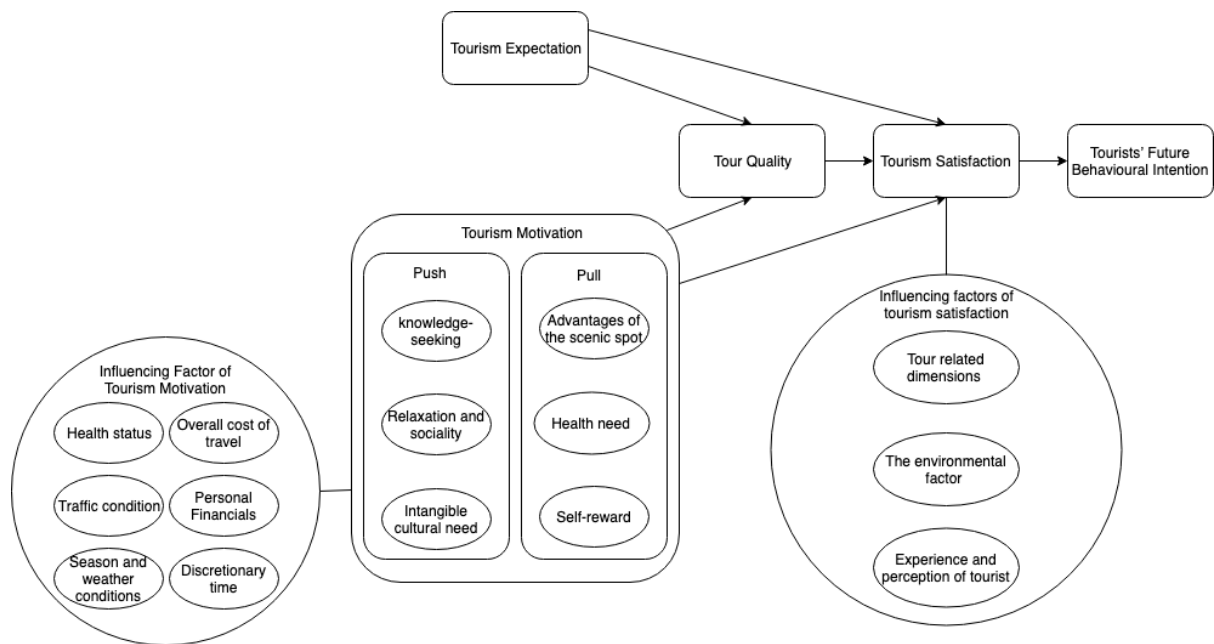 Tourism Expectation
Tour Quality
Tourism Satisfaction
Tourists' Future
Behavioural Intention
Tourism Motivation
Push
knowledge-
seeking
Relaxation and
sociality
Intangible
cultural need
Pull
Advantages of
the scenic spot
Health need
Self-reward
Influencing Factor of
Tourism Motivation
Health status
Overall cost of
travel
Traffic condition
Personal
Financials
Season and
weather
conditions
Discretionary
time
Influencing factors of
tourism satisfaction
Tour related
dimensions
The environmental
factor
Experience and
perception of tourist